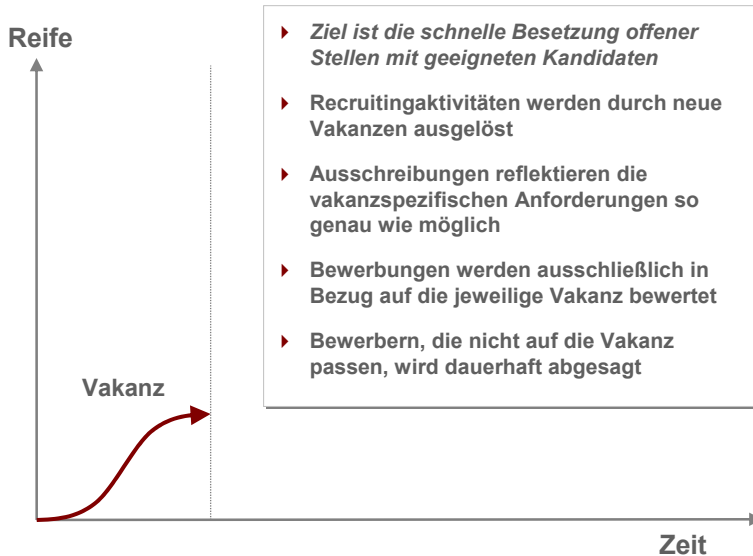 Reife
Ziel ist die schnelle Besetzung offener
Stellen mit geeigneten Kandidaten
Recruitingaktivitäten werden durch neue
Vakanzen ausgelöst
Ausschreibungen reflektieren die
vakanzspezifischen Anforderungen so
genau wie möglich
Bewerbungen werden ausschließlich in
Bezug auf die jeweilige Vakanz bewertet
Bewerbern, die nicht auf die Vakanz
passen, wird dauerhaft abgesagt
Vakanz
Zeit